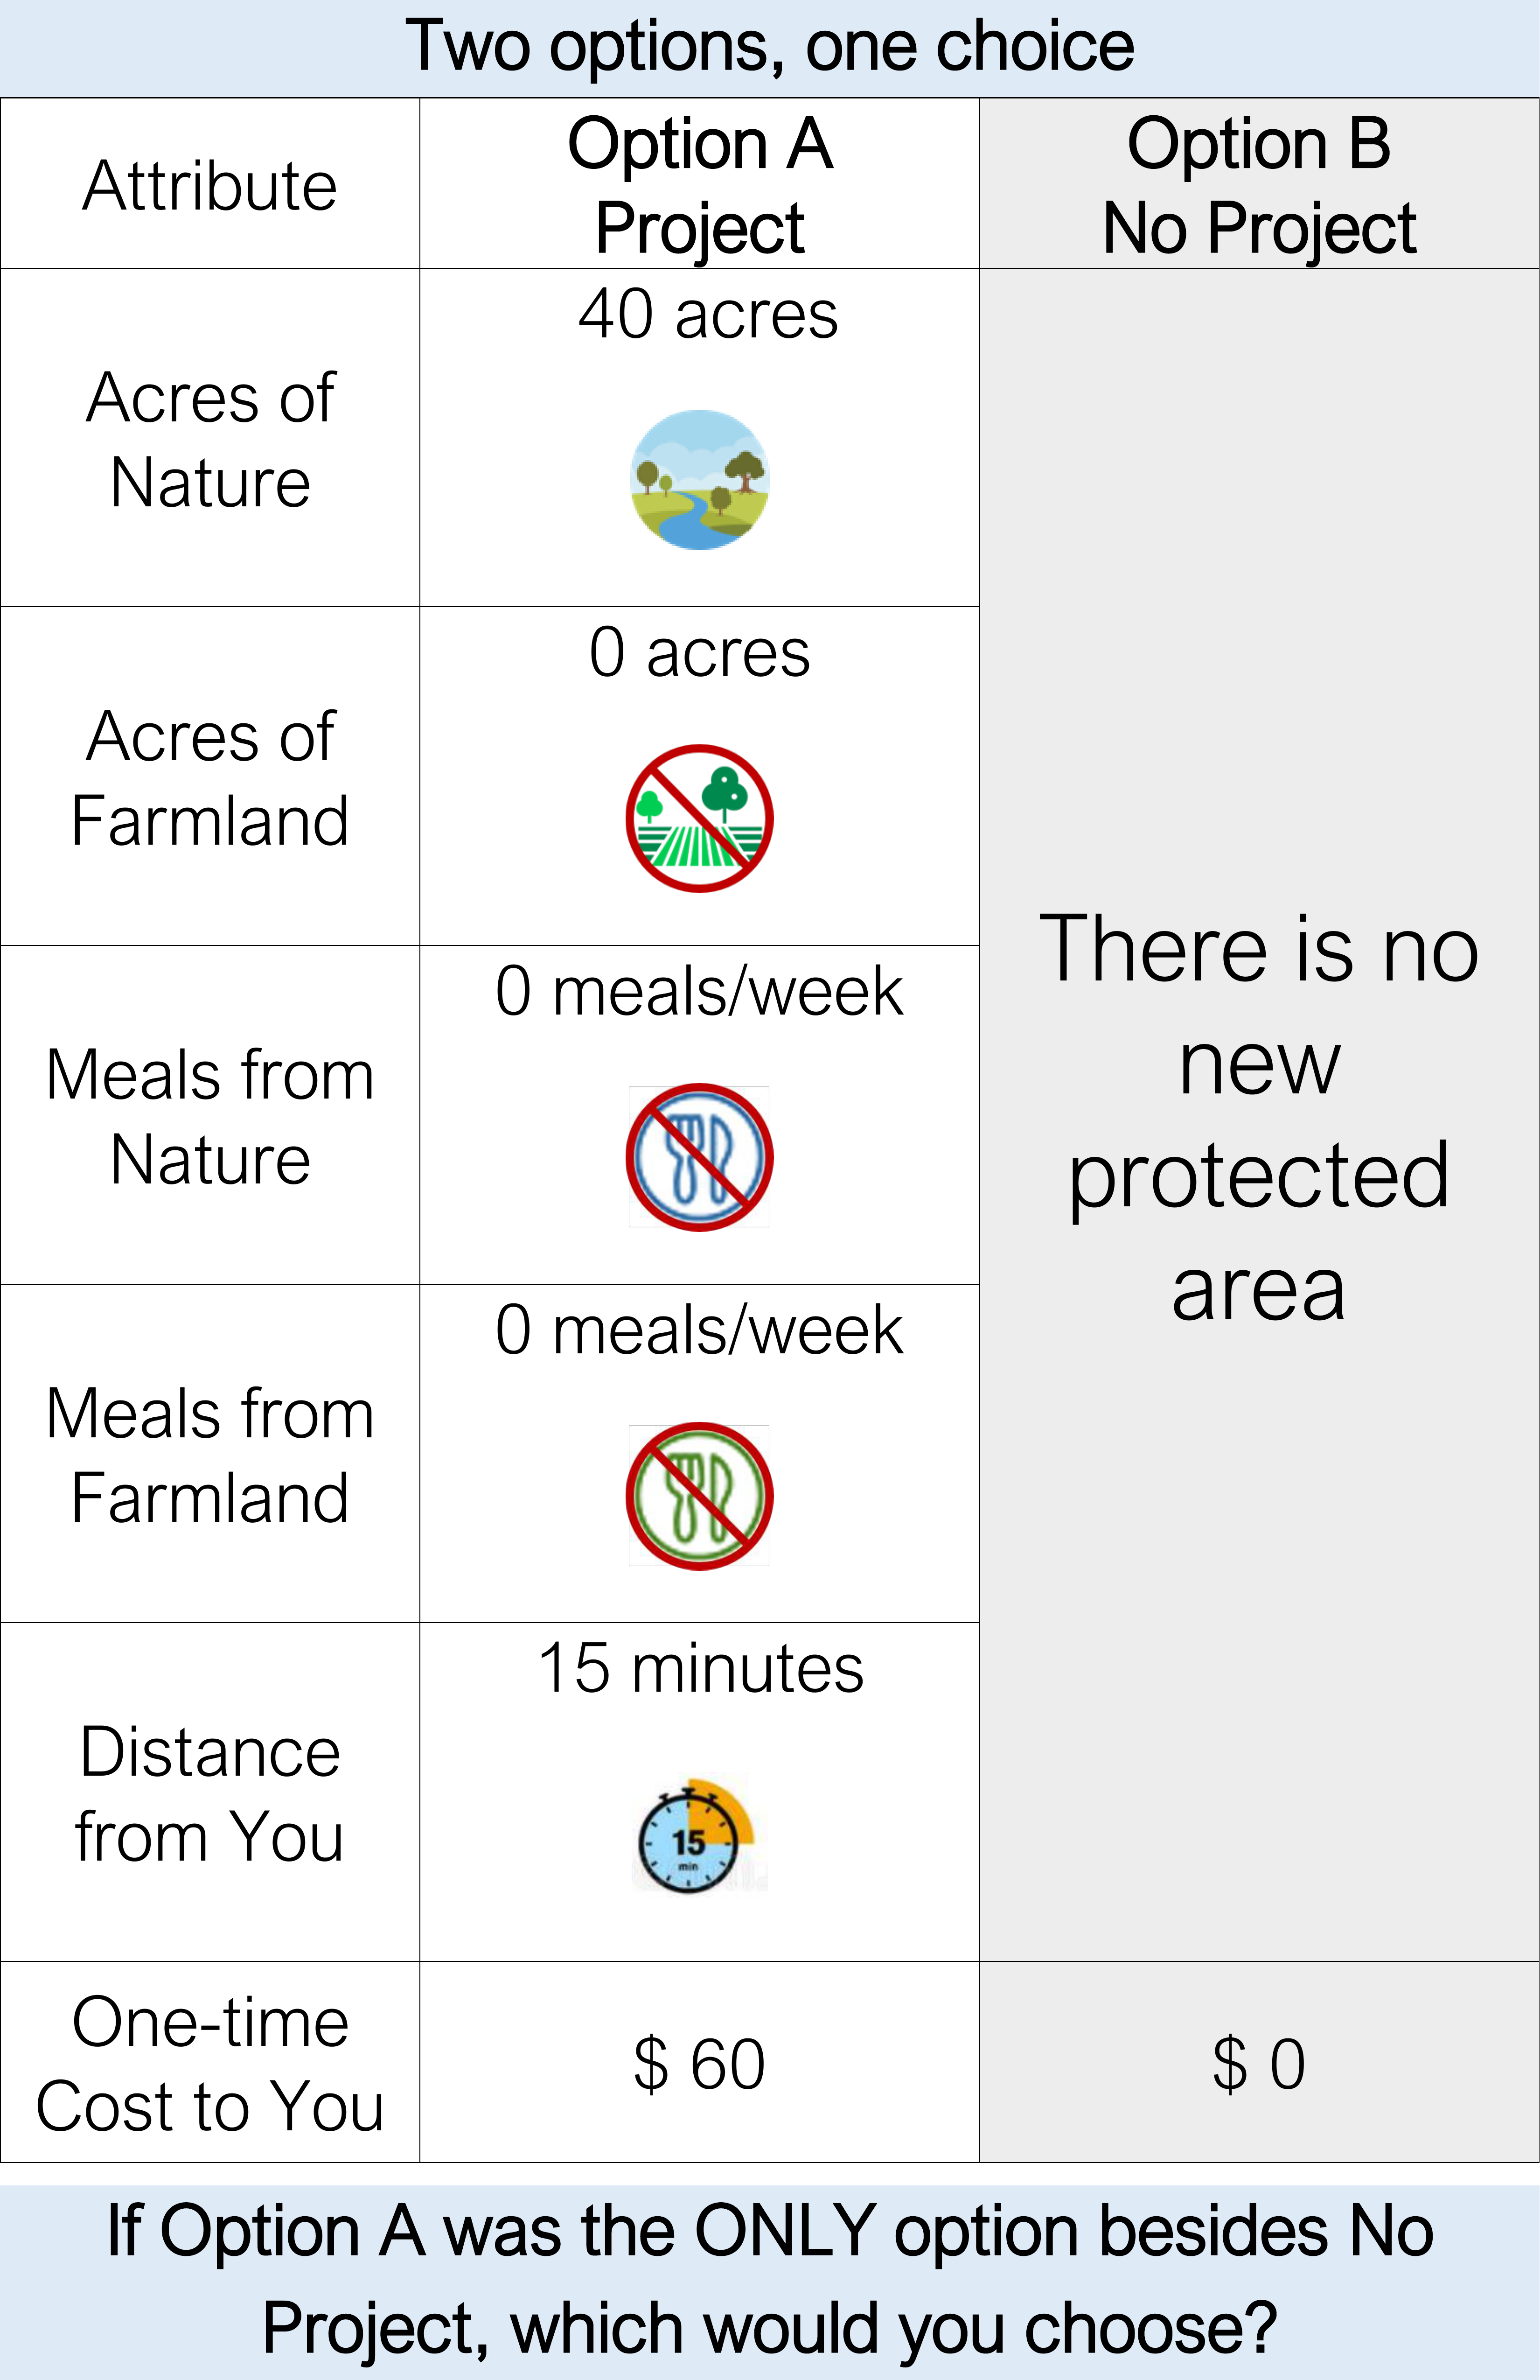 Two options, one choice
Attribute
Option A
Project
Option B
No Project
Acres of
Nature
40 acres
There is no
new
protected
area
Acres of
Farmland
0 acres
Meals from
Nature
0 meals/week
Meals from
Farmland
0 meals/week
Distance
from You
15 minutes
15
min
One-time
Cost to You
$ 60
$ 0
If Option A was the ONLY option besides No
Project, which would you choose?